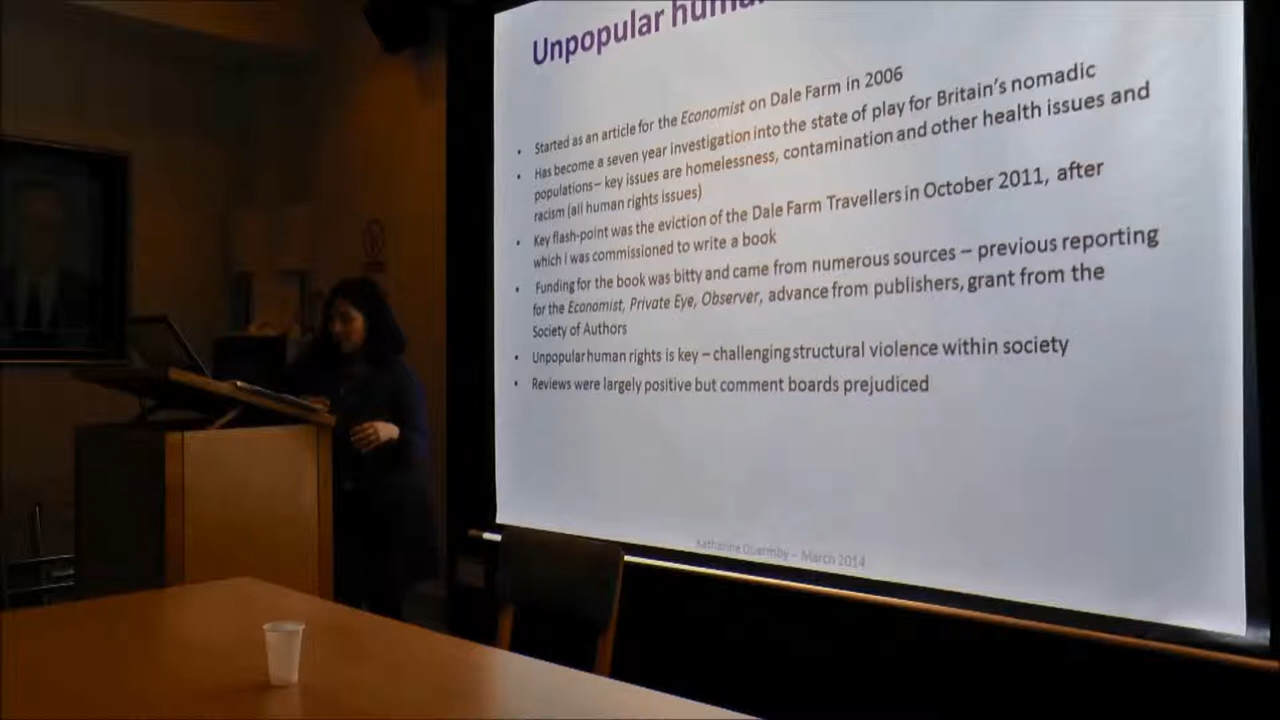 Unpopular human
• Started as an article for the Economist on Dale Farm in 2006
• Has become a seven year investigation into the state of play for Britain's nomadic
populations – key issues are homelessness, contamination and other health issues and
racism (all human rights issues)
• Key flash-point was the eviction of the Dale Farm Travellers in October 2011, after
which I was commissioned to write a book
• Funding for the book was bitty and came from numerous sources – previous reporting
for the Economist, Private Eye, Observer, advance from publishers, grant from the
Society of Authors
• Unpopular human rights is key – challenging structural violence within society
• Reviews were largely positive but comment boards prejudiced
Katharine Quarmby – March 2014